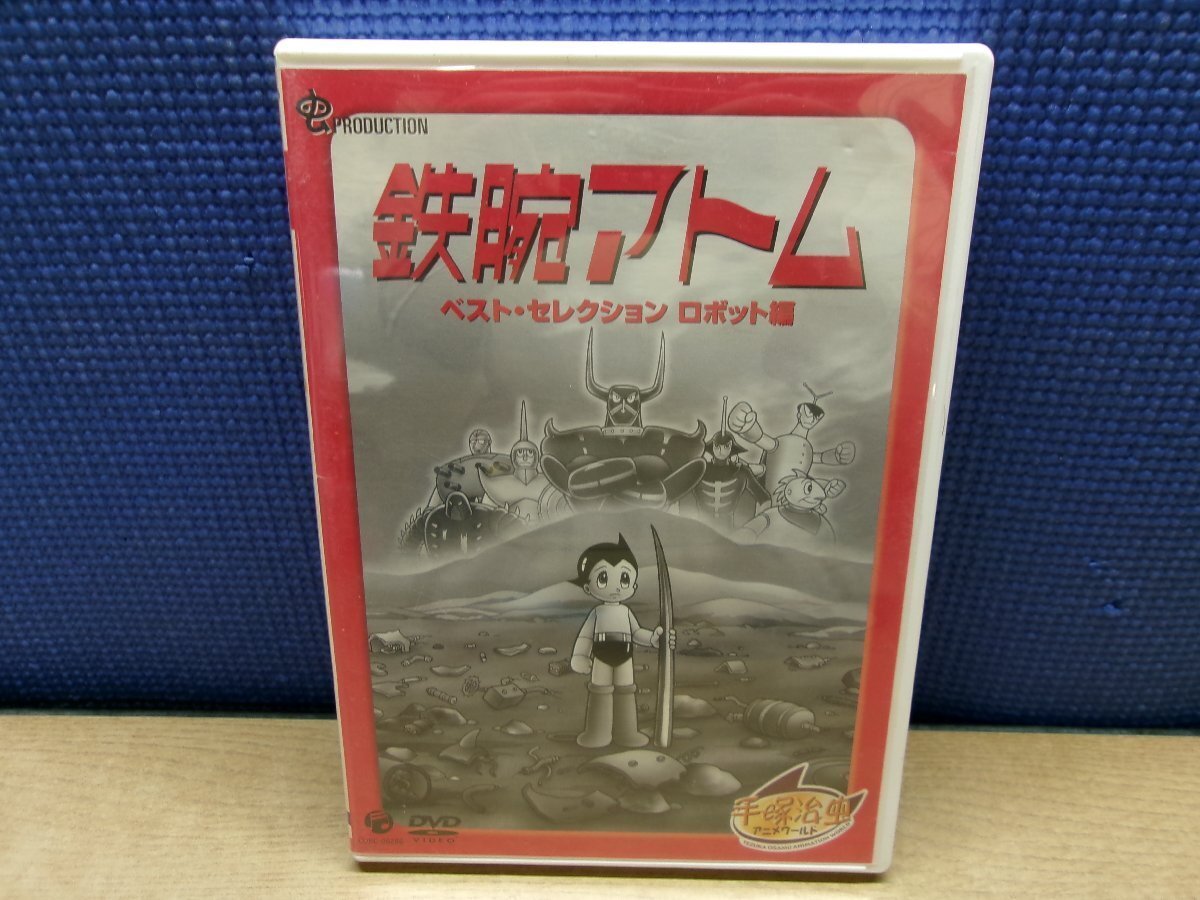 PRODUCTION
鉄腕アトム
ベスト・セレクション ロボット編
手塚治虫
アニメワールド
TEZUKA OSAMU ANIMATION WORLD
DVD
VIDEO